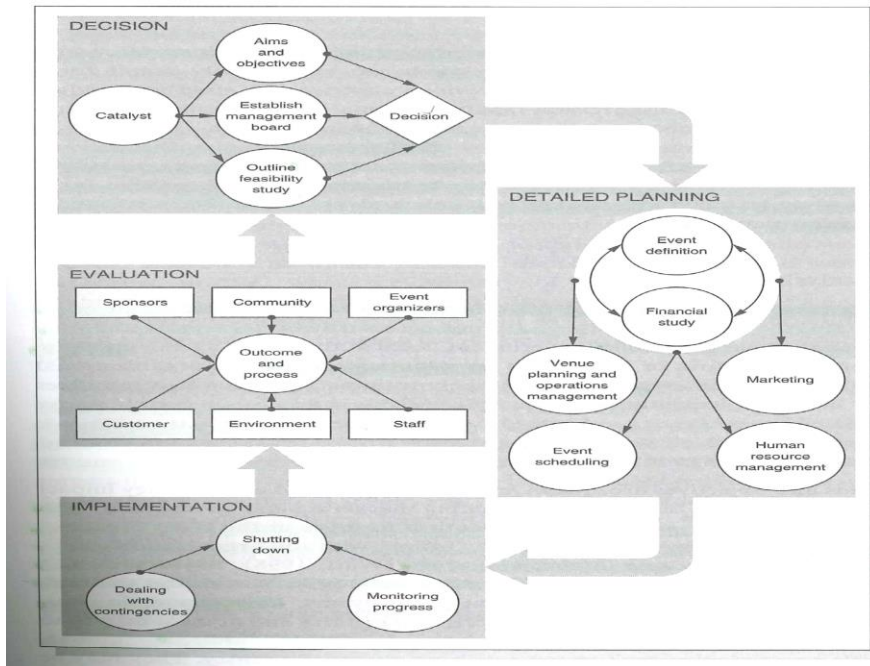 DECISION
Aims
and
objectives
Catalyst
Establish
management
board
Decision
Outline
feasibility
study
DETAILED PLANNING
Event
definition
Financial
study
Venue
planning and
operations
management
Marketing
Event
scheduling
Human
resource
management
EVALUATION
Sponsors
Community
Event
organizers
Outcome
and
process
Customer
Environment
Staff
IMPLEMENTATION
Shutting
down
Dealing
with
contingencies
Monitoring
progress